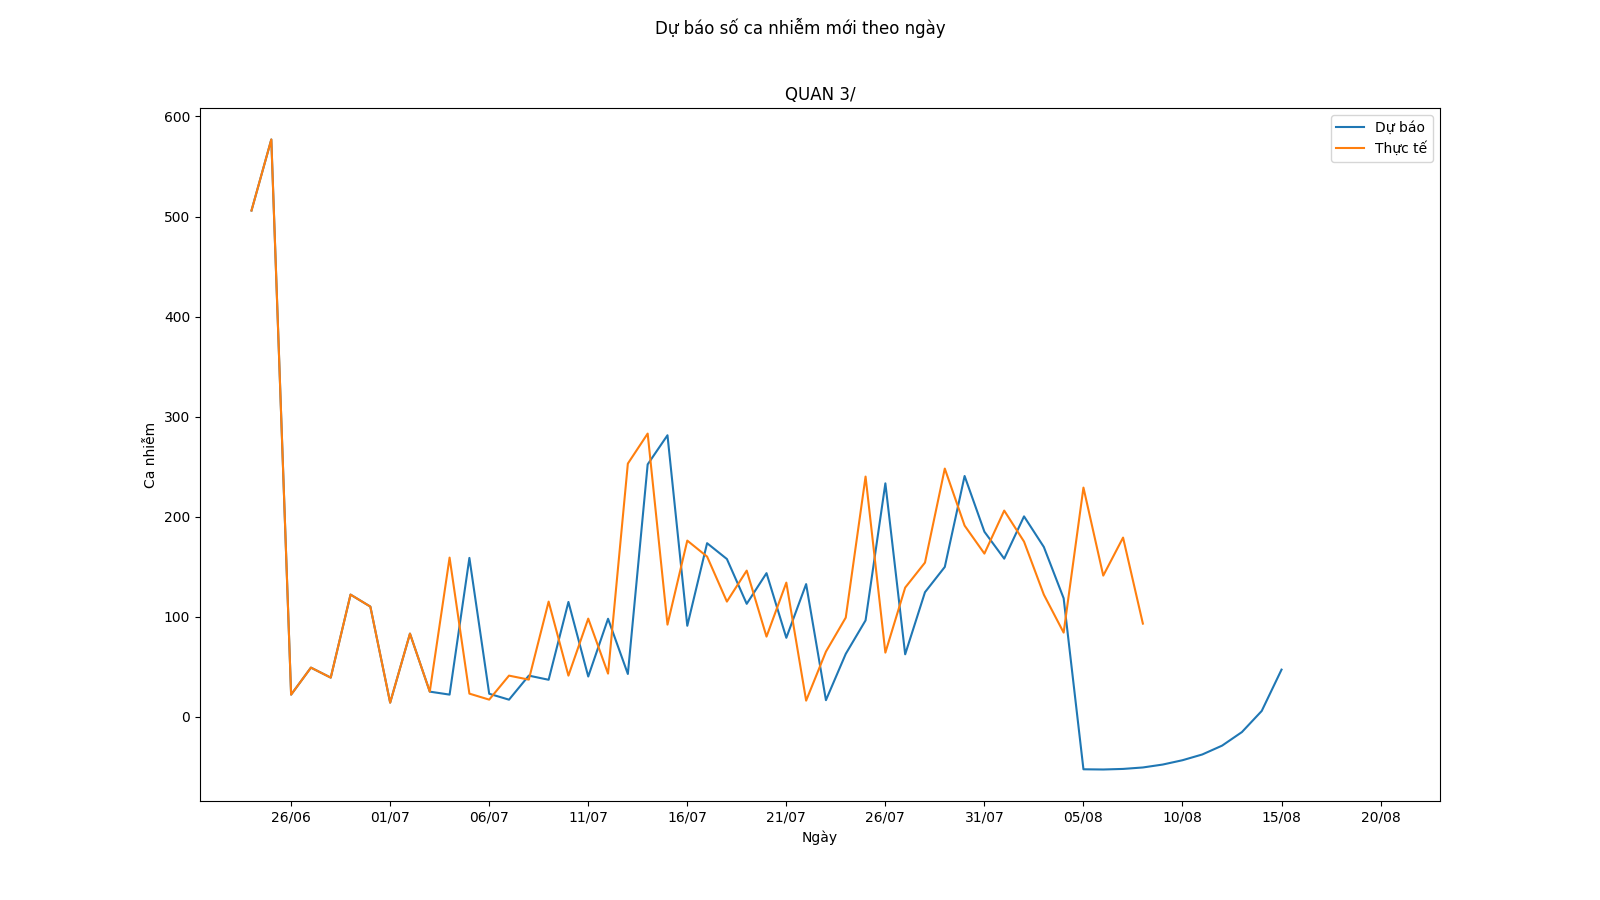 Dự báo số ca nhiễm mới theo ngày
QUAN 3/
Dự báo
Thực tế
600
500
400
300
200
100
0
Ca nhiễm
26/06 01/07 06/07 11/07 16/07 21/07 26/07 31/07 05/08 10/08 15/08 20/08
Ngày